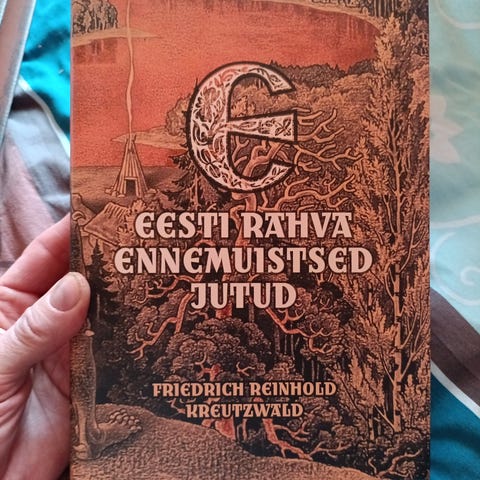 E
EESTI RAHVA
ENNEMUISTSED
JUTUD
FRIEDRICH REINHOLD
KREUTZWALD